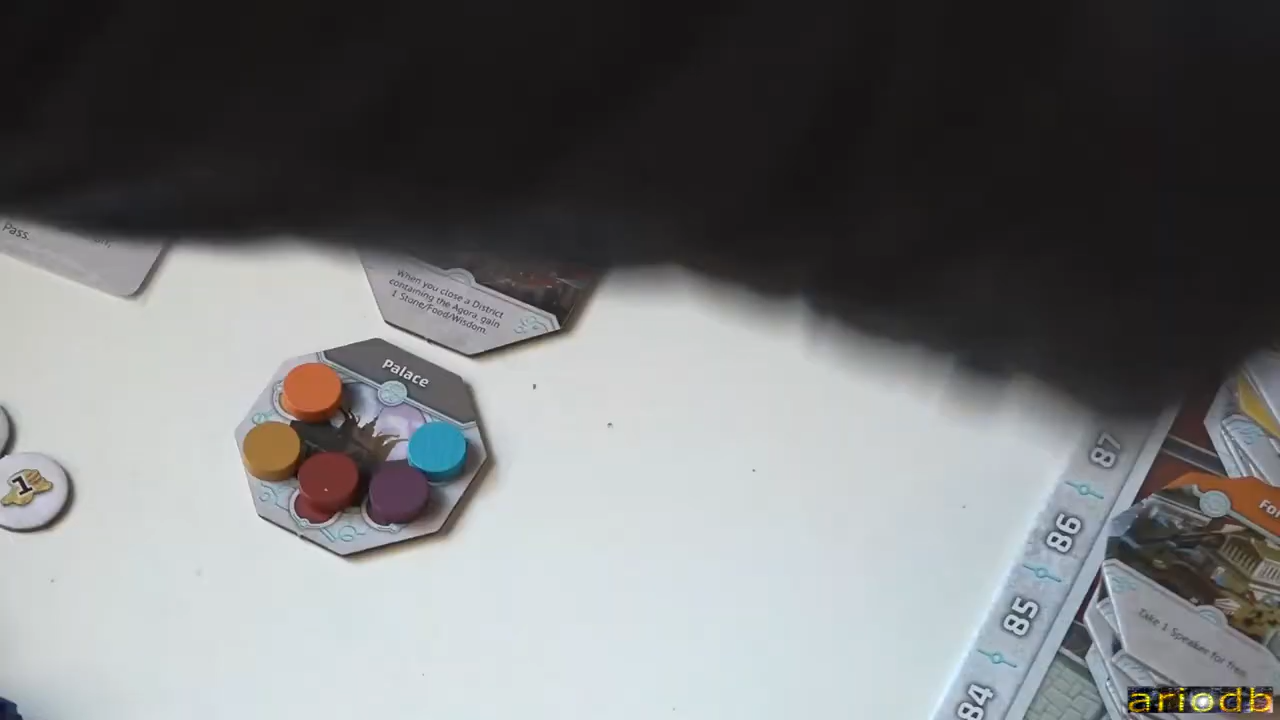 Pass.
When you close a District
containing the Agora, gain
1 Stone/Food/Wisdom.
Palace
1
87
86
85
84
Take 1 Speaker for free.
ariodb